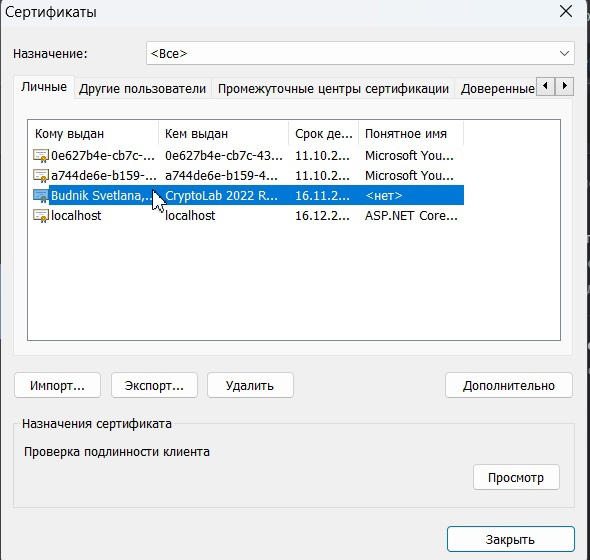 Сертификаты
Назначение: <Все>
Личные Другие пользователи Промежуточные центры сертификации Доверенные
Кому выдан Кем выдан Срок де... Понятное имя
0e627b4e-cb7c-... 0e627b4e-cb7c-43... 11.10.2... Microsoft You...
a744de6e-b159-... a744de6e-b159-4... 11.10.2... Microsoft You...
Budnik Svetlana,... CryptoLab 2022 R... 16.11.2... <нет>
localhost localhost 16.12.2... ASP.NET Core...
Импорт... Экспорт... Удалить Дополнительно
Назначения сертификата
Проверка подлинности клиента
Просмотр
Закрыть